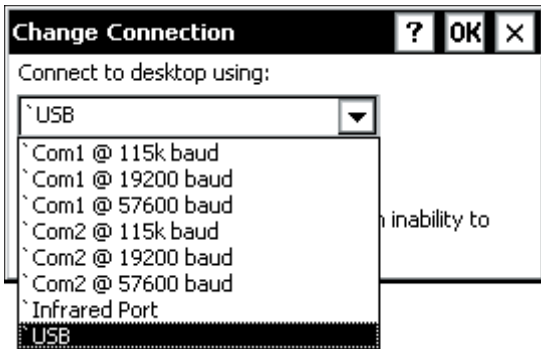 Change Connection ? OK ×
Connect to desktop using:
`USB
`Com1 @ 115k baud
`Com1 @ 19200 baud
`Com1 @ 57600 baud
`Com2 @ 115k baud
inability to
`Com2 @ 19200 baud
`Com2 @ 57600 baud
`Infrared Port
`USB